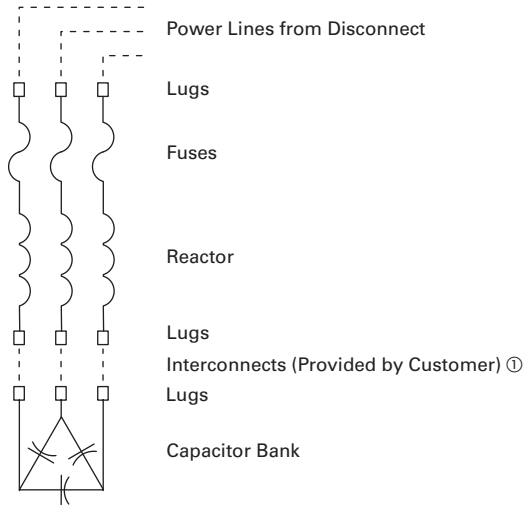 Power Lines from Disconnect
Lugs
Fuses
Reactor
Lugs
Interconnects (Provided by Customer) ①
Lugs
Capacitor Bank